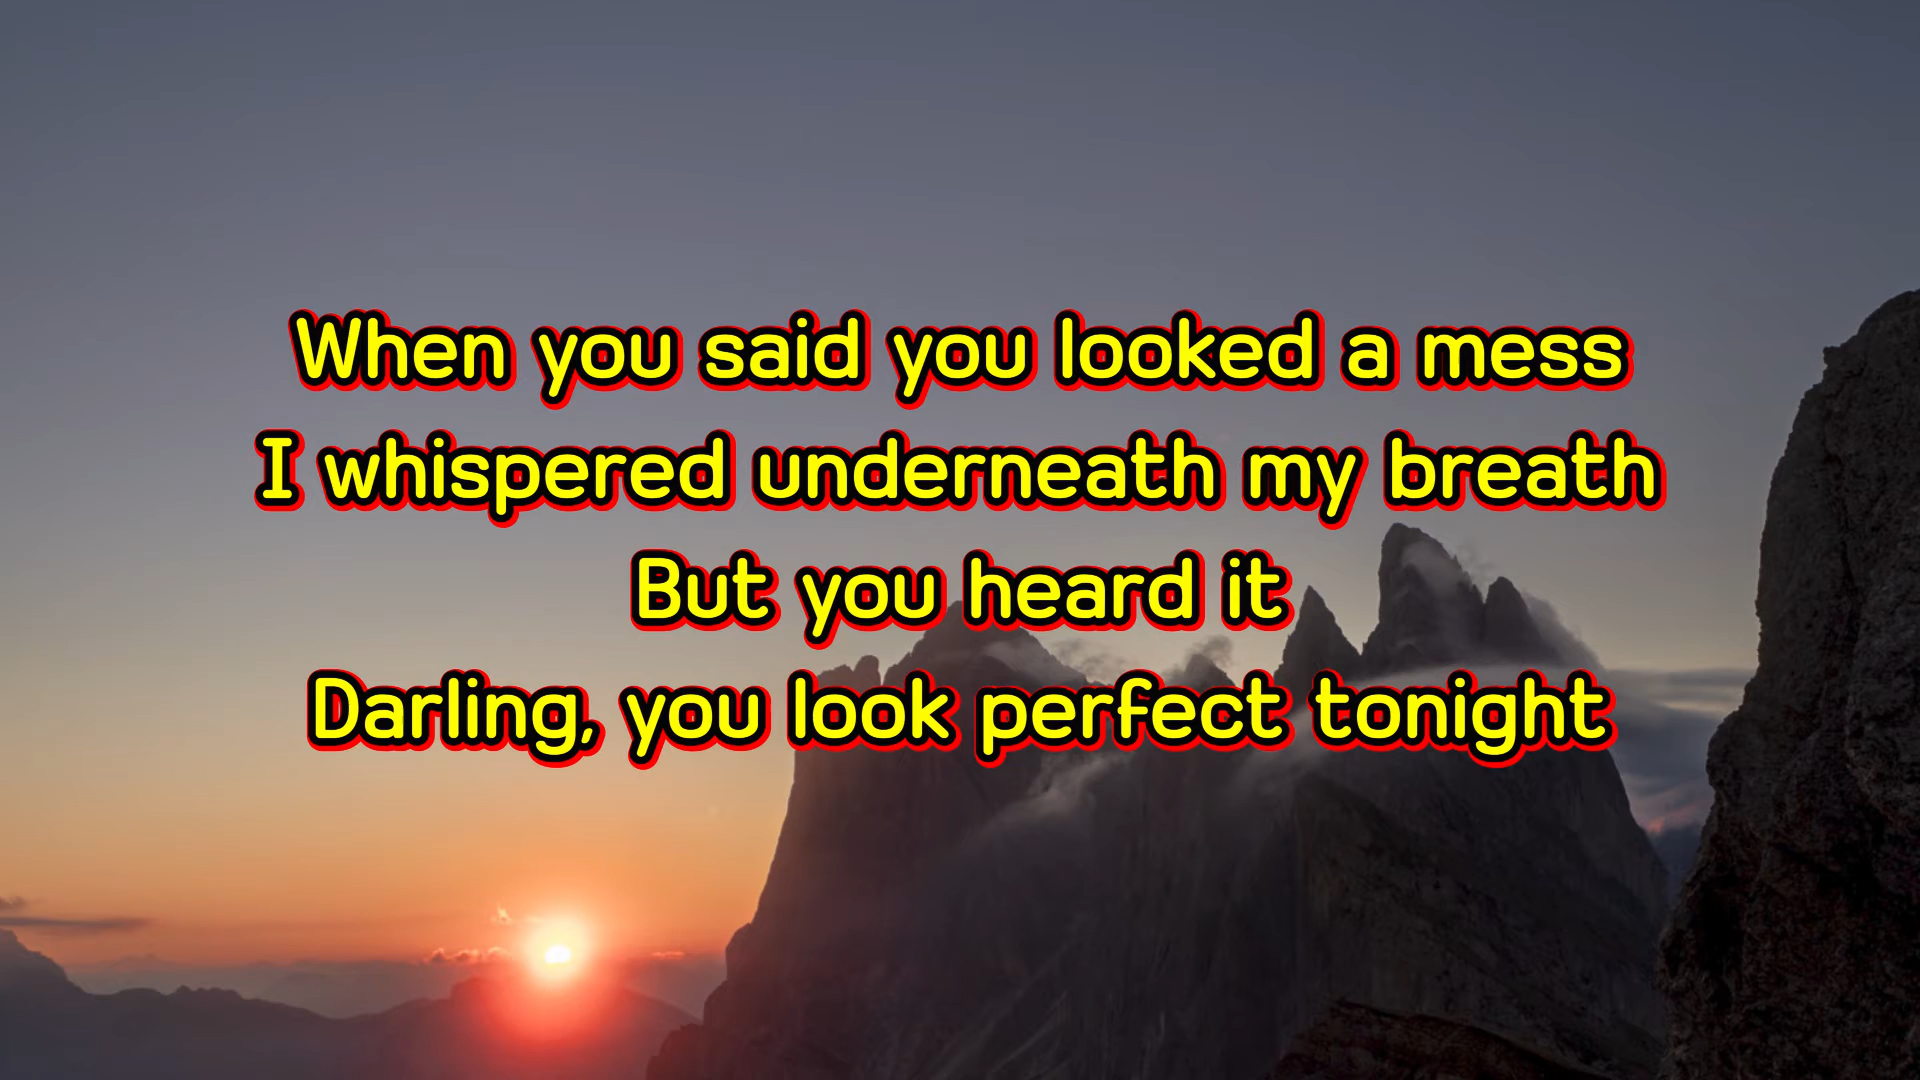 When you said you looked a mess
I whispered underneath my breath
But you heard it
Darling, you look perfect tonight